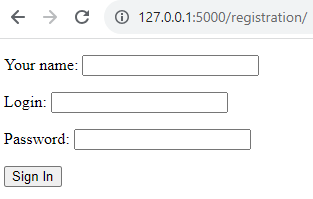 127.0.0.1:5000/registration/
Your name:
Login:
Password:
Sign In